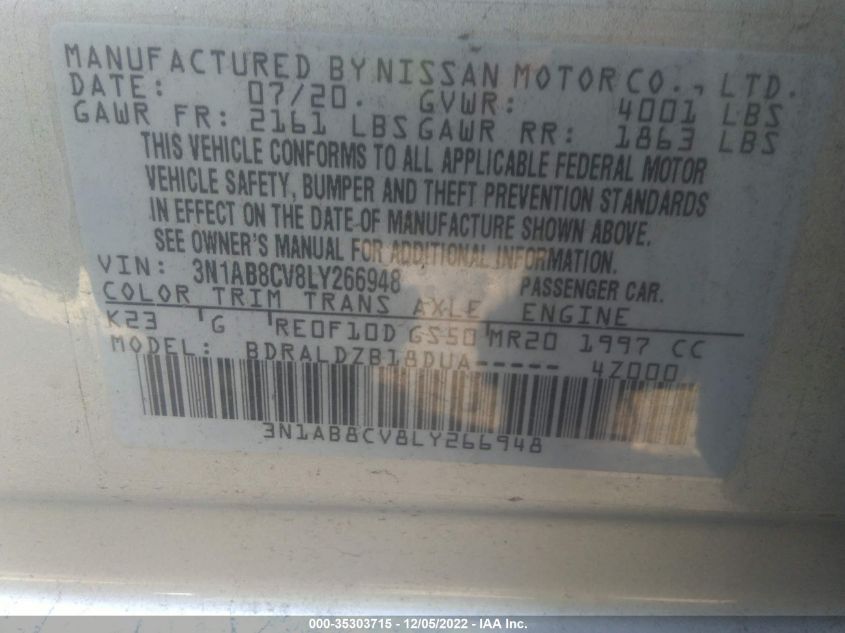 MANUFACTURED BY NISSAN MOTOR CO., LTD.
DATE: 07/20. GVWR: 4001 LBS
GAWR FR: 2161 LBS GAWR RR: 1863 LBS
THIS VEHICLE CONFORMS TO ALL APPLICABLE FEDERAL MOTOR
VEHICLE SAFETY, BUMPER AND THEFT PREVENTION STANDARDS
IN EFFECT ON THE DATE OF MANUFACTURE SHOWN ABOVE.
SEE OWNER'S MANUAL FOR ADDITIONAL INFORMATION.
VIN: 3N1AB8CV8LY266948 PASSENGER CAR.
COLOR TRIM TRANS AXLE ENGINE
K23 G RE0F10D GS50 MR20 1997 CC
MODEL: BDRALDZB18DUA----- 4Z000
3N1AB8CV8LY266948
000-35303715 - 12/05/2022 - IAA Inc.